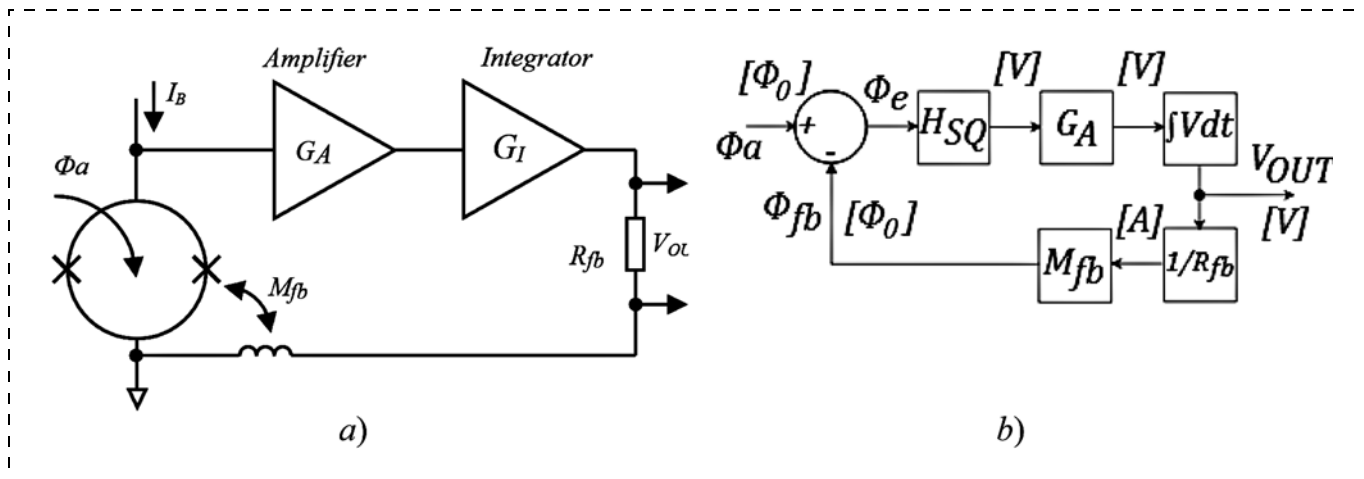 Amplifier
Integrator
I_B
G_A
G_I
Φa
M_fb
R_fb
V_OU
a)
[Φ_0]
Φa
+
-
Φ_e
H_SQ
[V]
G_A
[V]
∫Vdt
V_OUT
[V]
Φ_fb
[Φ_0]
M_fb
[A]
1/R_fb
b)